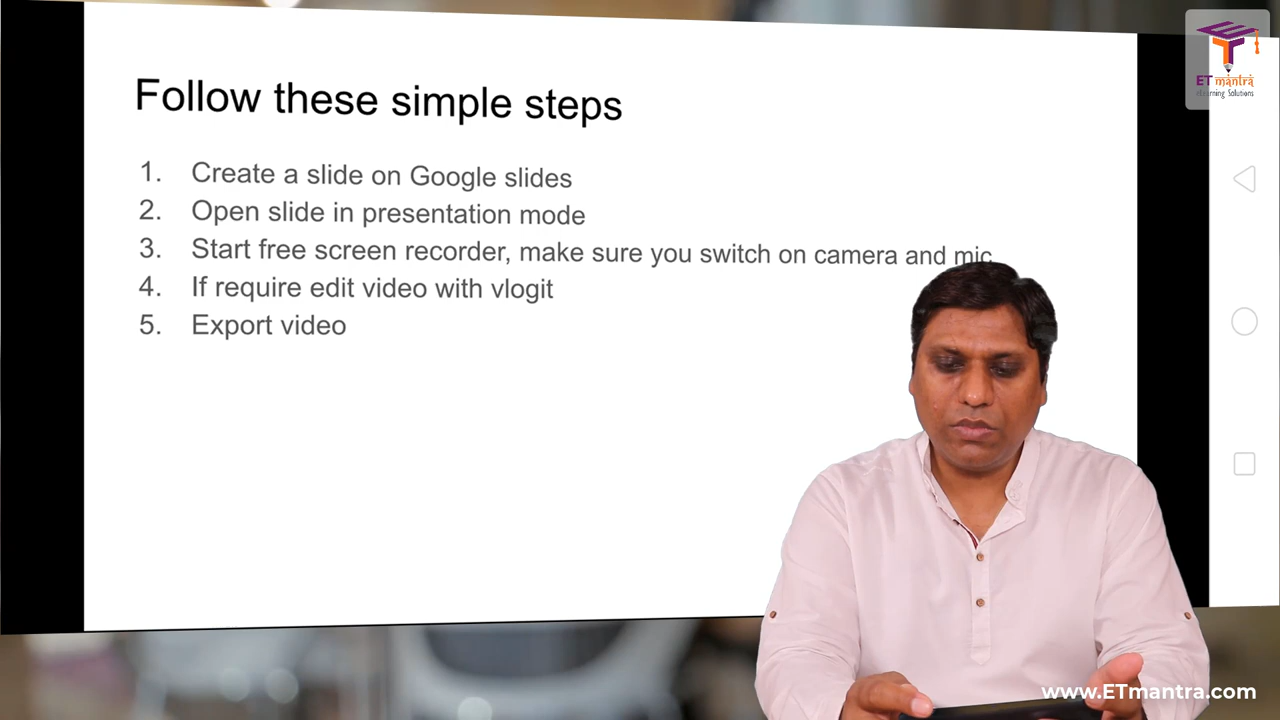 Follow these simple steps
1. Create a slide on Google slides
2. Open slide in presentation mode
3. Start free screen recorder, make sure you switch on camera and mic
4. If require edit video with vlogit
5. Export video
ET mantra
eLearning Solutions
www.ETmantra.com